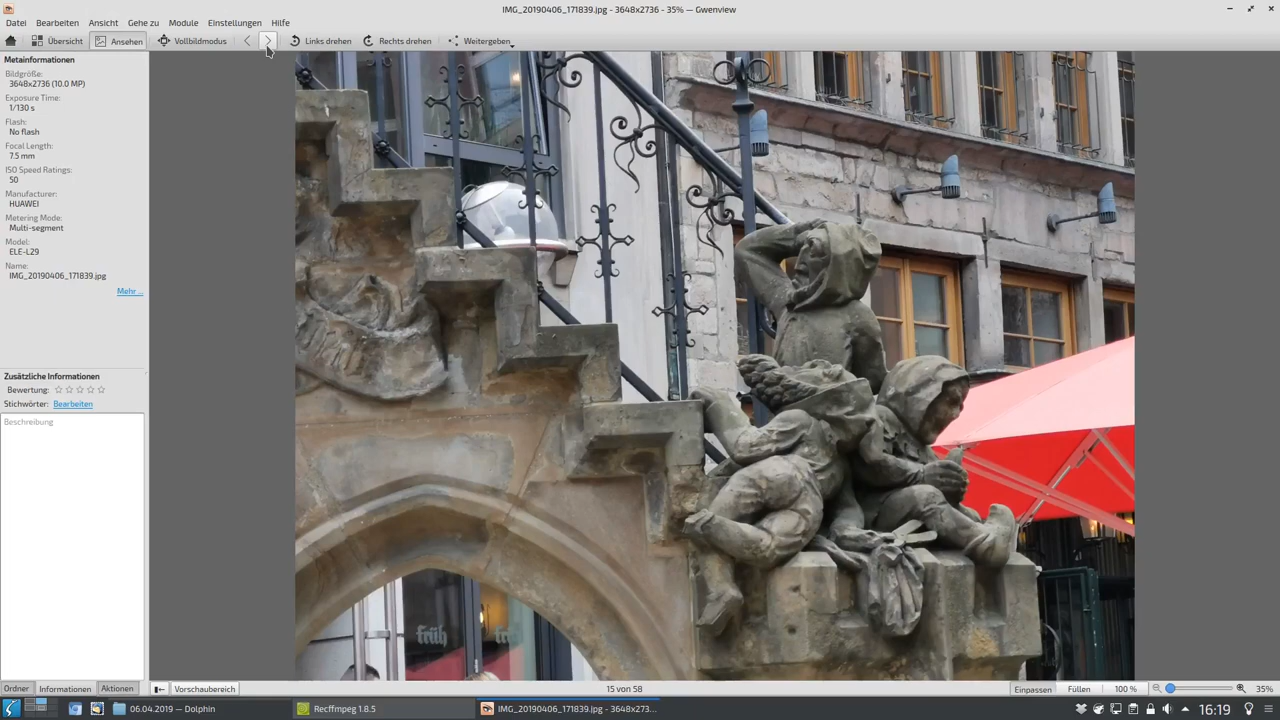 IMG_20190406_171839.jpg - 3648x2736 - 35% — Gwenview
Datei Bearbeiten Ansicht Gehe zu Module Einstellungen Hilfe
Übersicht Ansehen Vollbildmodus Links drehen Rechts drehen Weitergeben
Metainformationen
Bildgröße:
3648x2736 (10.0 MP)
Exposure Time:
1/130 s
Flash:
No flash
Focal Length:
7.5 mm
ISO Speed Ratings:
50
Manufacturer:
HUAWEI
Metering Mode:
Multi-segment
Model:
ELE-L29
Name:
IMG_20190406_171839.jpg
Mehr ...
Zusätzliche Informationen
Bewertung:
Stichwörter: Bearbeiten
Beschreibung
früh
Ordner Informationen Aktionen Vorschaubereich 15 von 58 Einpassen Füllen 100 % 35%
06.04.2019 — Dolphin Recffmpeg 1.8.5 IMG_20190406_171839.jpg - 3648x273... 16:19